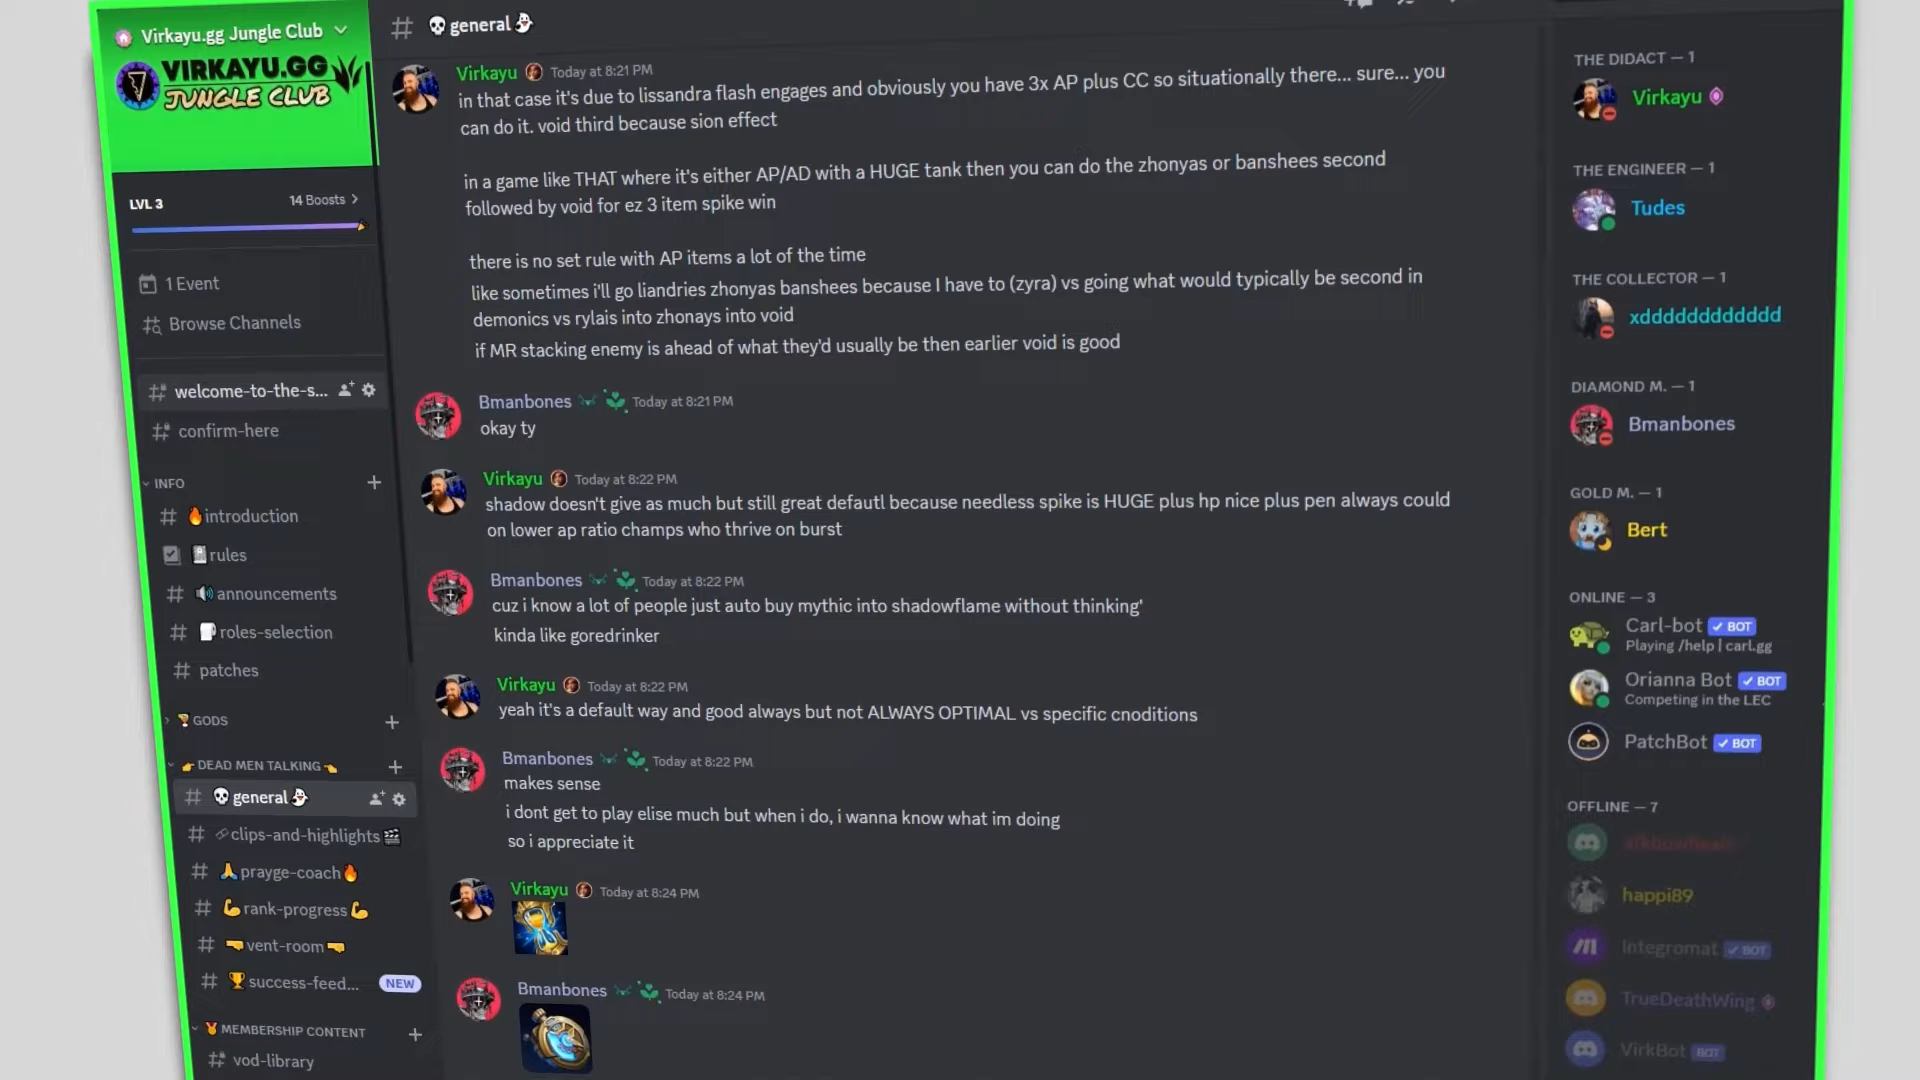 Virkayu.gg Jungle Club
VIRKAYU.GG
JUNGLE CLUB
LVL 3
14 Boosts
1 Event
Browse Channels
welcome-to-the-s...
confirm-here
INFO
introduction
rules
announcements
roles-selection
patches
GODS
DEAD MEN TALKING
general
clips-and-highlights
prayge-coach
rank-progress
vent-room
success-feed... NEW
MEMBERSHIP CONTENT
vod-library
general
Virkayu Today at 8:21 PM
in that case it's due to lissandra flash engages and obviously you have 3x AP plus CC so situationally there... sure... you
can do it. void third because sion effect
in a game like THAT where it's either AP/AD with a HUGE tank then you can do the zhonyas or banshees second
followed by void for ez 3 item spike win
there is no set rule with AP items a lot of the time
like sometimes i'll go liandries zhonyas banshees because I have to (zyra) vs going what would typically be second in
demonics vs rylais into zhonays into void
if MR stacking enemy is ahead of what they'd usually be then earlier void is good
Bmanbones Today at 8:21 PM
okay ty
Virkayu Today at 8:22 PM
shadow doesn't give as much but still great defautl because needless spike is HUGE plus hp nice plus pen always could
on lower ap ratio champs who thrive on burst
Bmanbones Today at 8:22 PM
cuz i know a lot of people just auto buy mythic into shadowflame without thinking'
kinda like goredrinker
Virkayu Today at 8:22 PM
yeah it's a default way and good always but not ALWAYS OPTIMAL vs specific cnoditions
Bmanbones Today at 8:22 PM
makes sense
i dont get to play elise much but when i do, i wanna know what im doing
so i appreciate it
Virkayu Today at 8:24 PM
Bmanbones Today at 8:24 PM
THE DIDACT — 1
Virkayu
THE ENGINEER — 1
Tudes
THE COLLECTOR — 1
xdddddddddddd
DIAMOND M. — 1
Bmanbones
GOLD M. — 1
Bert
ONLINE — 3
Carl-bot BOT
Playing /help | carl.gg
Orianna Bot BOT
Competing in the LEC
PatchBot BOT
OFFLINE — 7
happi89
Integromat BOT
TrueDeathWing
VirkBot BOT